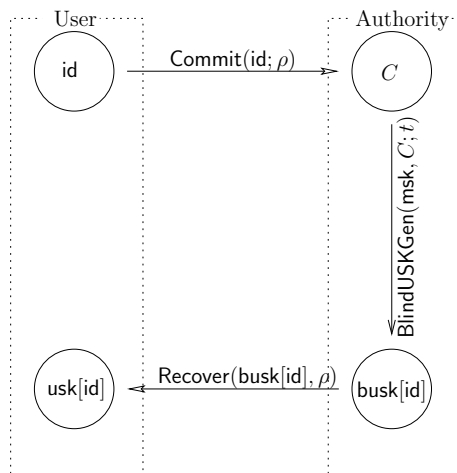 User
Authority
id
Commit(id; ρ)
C
BlindUSKGen(msk, C; t)
usk[id]
Recover(busk[id], ρ)
busk[id]